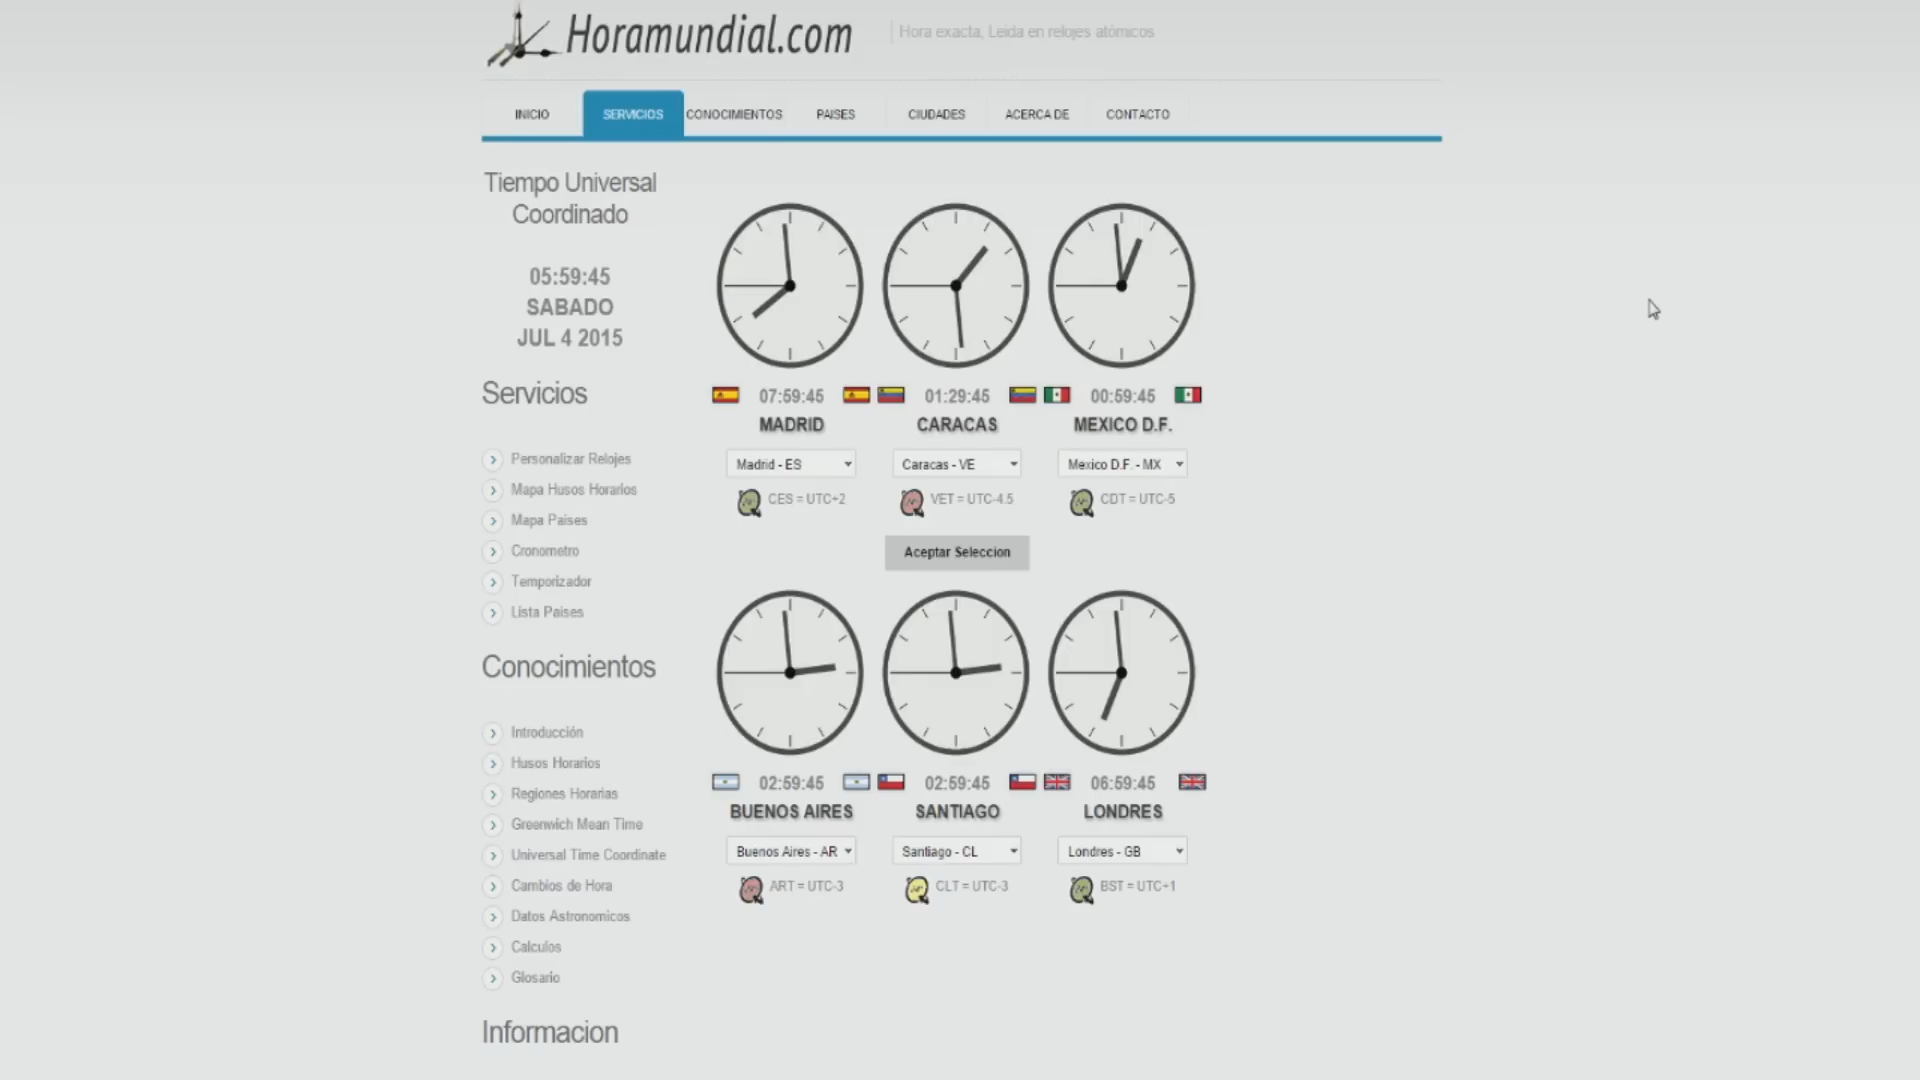 Horamundial.com
Hora exacta, Leida en relojes atómicos
INICIO SERVICIOS CONOCIMIENTOS PAISES CIUDADES ACERCA DE CONTACTO
Tiempo Universal
Coordinado
05:59:45
SABADO
JUL 4 2015
Servicios
Personalizar Relojes
Mapa Husos Horarios
Mapa Paises
Cronometro
Temporizador
Lista Paises
Conocimientos
Introducción
Husos Horarios
Regiones Horarias
Greenwich Mean Time
Universal Time Coordinate
Cambios de Hora
Datos Astronomicos
Calculos
Glosario
Informacion
07:59:45 01:29:45 00:59:45
MADRID CARACAS MEXICO D.F.
Madrid - ES Caracas - VE Mexico D.F. - MX
CES = UTC+2 VET = UTC-4.5 CDT = UTC-5
Aceptar Seleccion
02:59:45 02:59:45 06:59:45
BUENOS AIRES SANTIAGO LONDRES
Buenos Aires - AR Santiago - CL Londres - GB
ART = UTC-3 CLT = UTC-3 BST = UTC+1